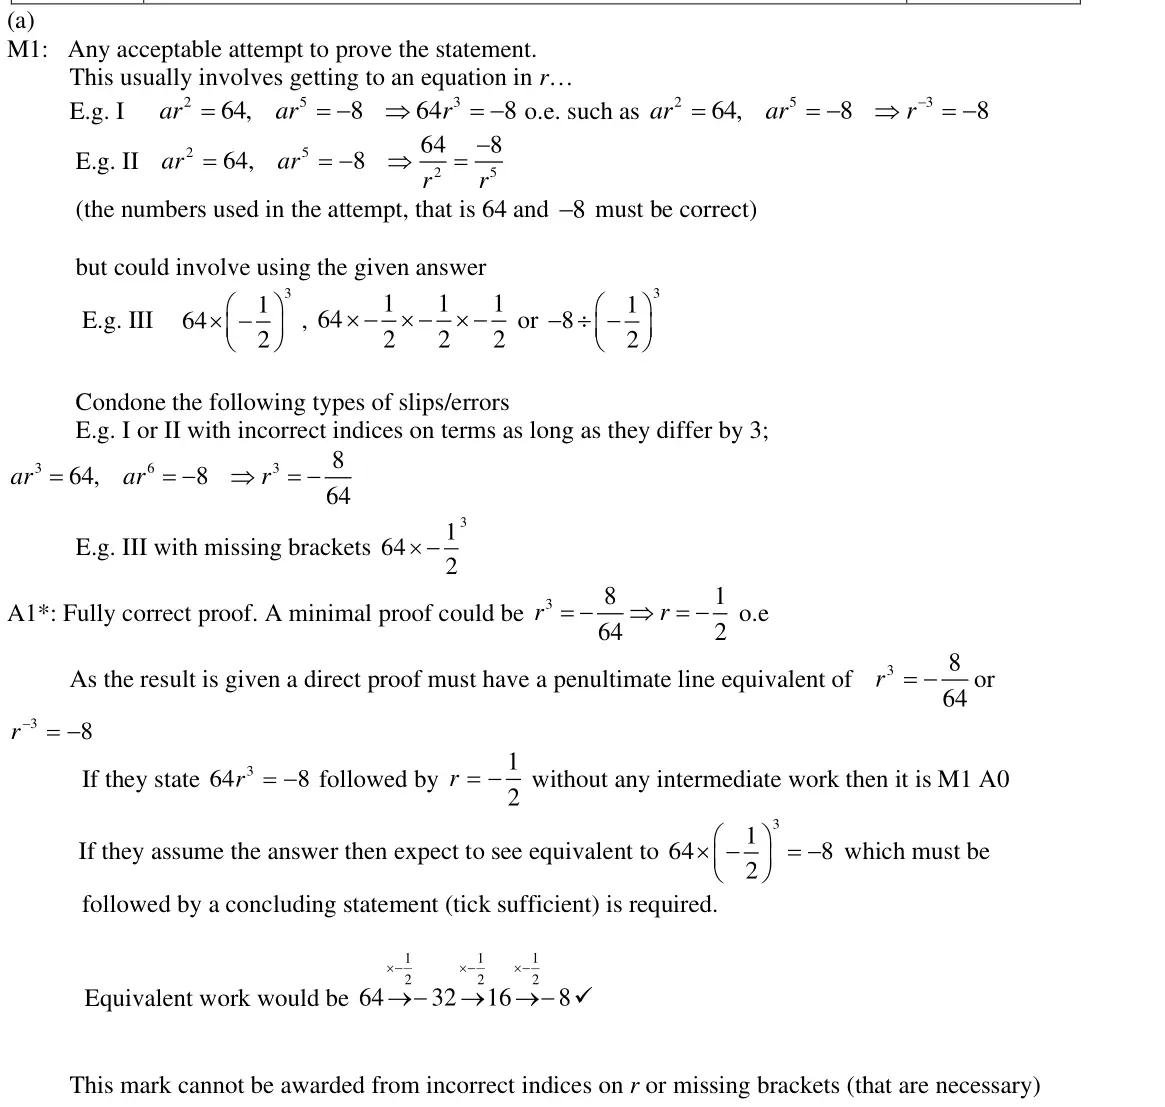 (a)
M1: Any acceptable attempt to prove the statement.
This usually involves getting to an equation in r…
E.g. I ar² = 64, ar⁵ = −8 ⇒ 64r³ = −8 o.e. such as ar² = 64, ar⁵ = −8 ⇒ r⁻³ = −8
E.g. II ar² = 64, ar⁵ = −8 ⇒ 64/r² = −8/r⁵
(the numbers used in the attempt, that is 64 and −8 must be correct)
but could involve using the given answer
E.g. III 64×(−1/2)³ , 64×−1/2×−1/2×−1/2 or −8÷(−1/2)³
Condone the following types of slips/errors
E.g. I or II with incorrect indices on terms as long as they differ by 3;
ar³ = 64, ar⁶ = −8 ⇒ r³ = −8/64
E.g. III with missing brackets 64×−1/2³
A1*: Fully correct proof. A minimal proof could be r³ = −8/64 ⇒ r = −1/2 o.e
As the result is given a direct proof must have a penultimate line equivalent of r³ = −8/64 or
r⁻³ = −8
If they state 64r³ = −8 followed by r = −1/2 without any intermediate work then it is M1 A0
If they assume the answer then expect to see equivalent to 64×(−1/2)³ = −8 which must be
followed by a concluding statement (tick sufficient) is required.
×−1/2 ×−1/2 ×−1/2
Equivalent work would be 64 → −32 → 16 → −8 ✓
This mark cannot be awarded from incorrect indices on r or missing brackets (that are necessary)